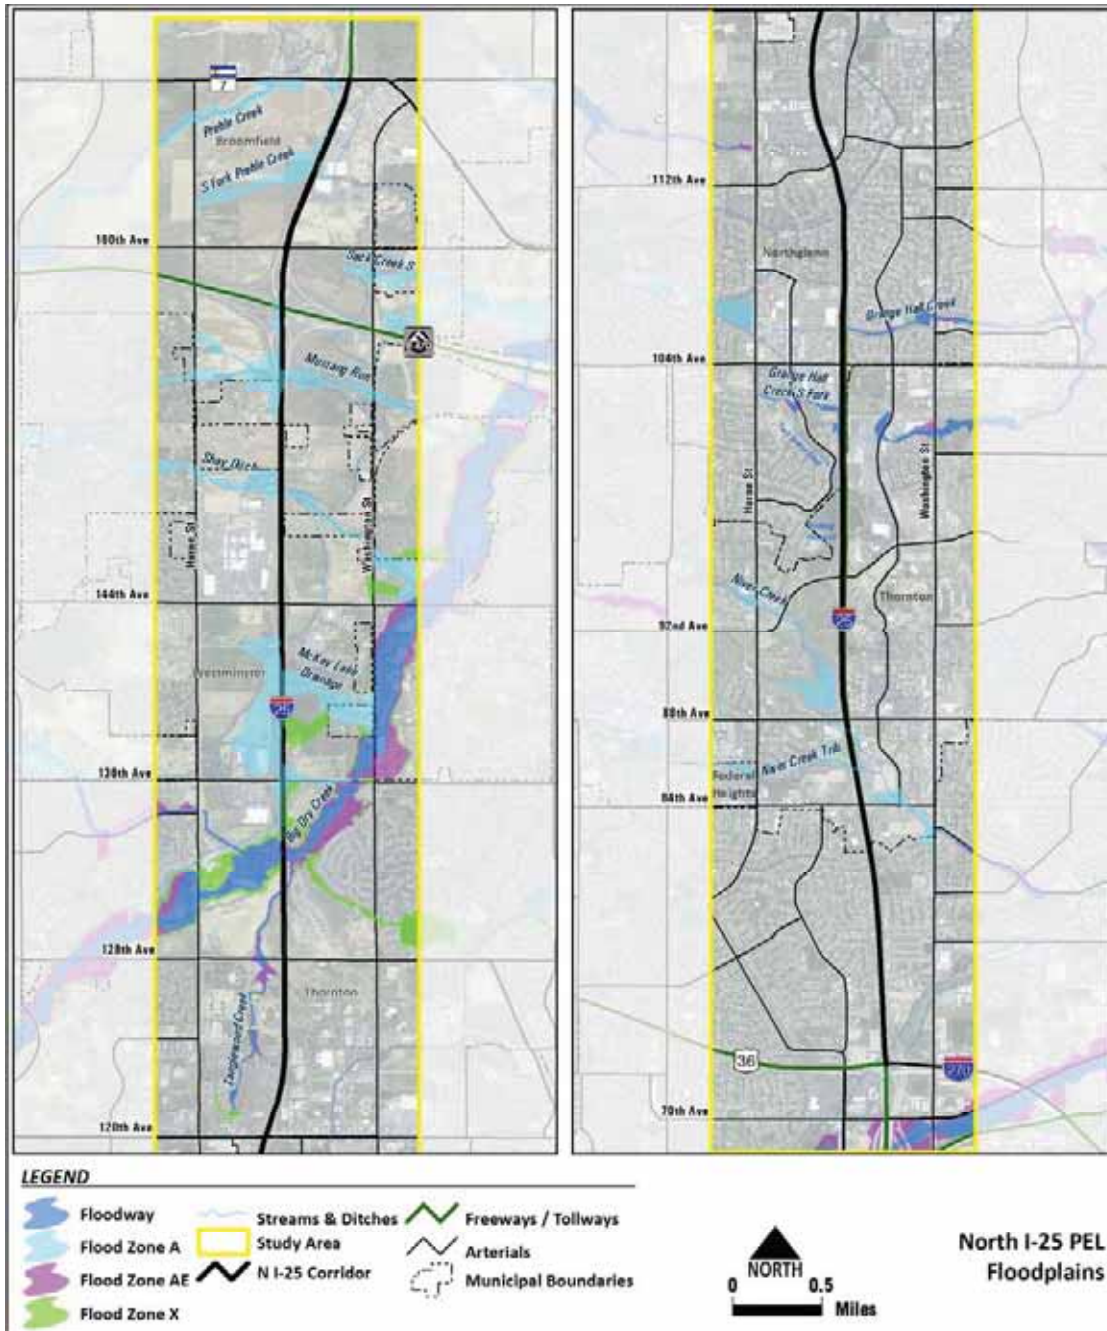 7
Preble Creek
Broomfield
S Fork Preble Creek
160th Ave
Sack Creek S
Mustang Run
Shay Ditch
Huron St
Washington St
144th Ave
McKay Lake
Drainage
Westminster
25
136th Ave
Big Dry Creek
128th Ave
Thornton
Tanglewood Creek
120th Ave
112th Ave
Northglenn
Grange Hall Creek
104th Ave
Grange Hall
Creek S Fork
Huron St
Washington St
Niver Creek
Thornton
92nd Ave
25
88th Ave
Niver Creek Trib
Federal
Heights
84th Ave
36
270
70th Ave
LEGEND
Floodway
Flood Zone A
Flood Zone AE
Flood Zone X
Streams & Ditches
Study Area
N I-25 Corridor
Freeways / Tollways
Arterials
Municipal Boundaries
NORTH
0 0.5
Miles
North I-25 PEL
Floodplains